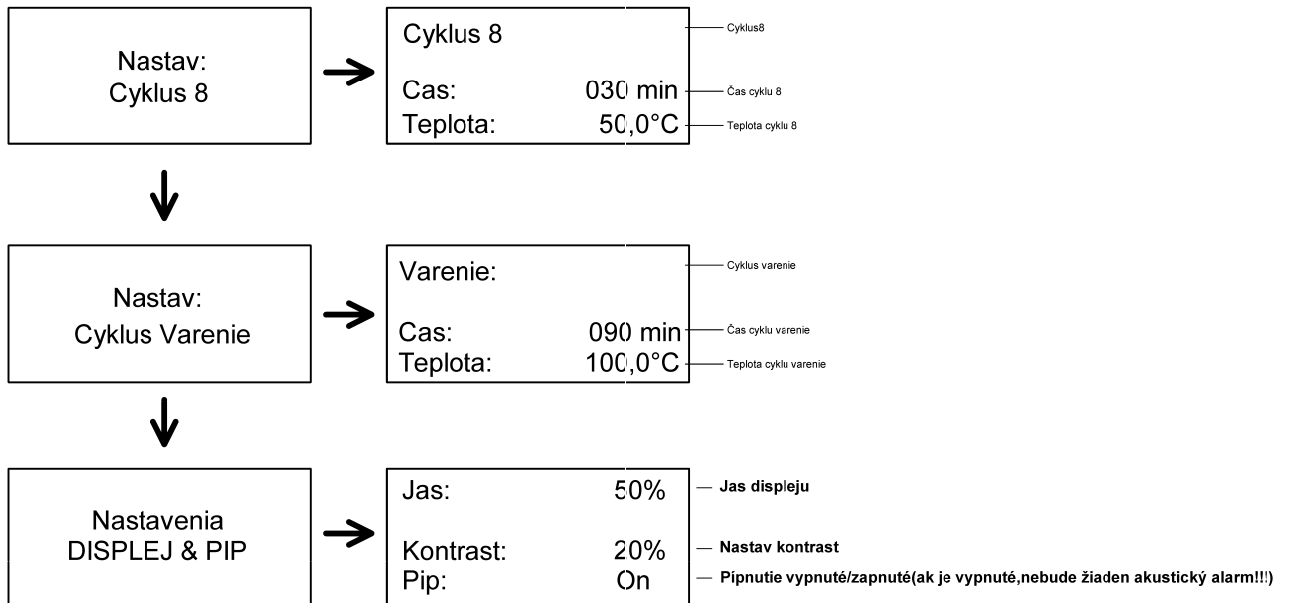 Nastav:
Cyklus 8
Cyklus 8
Cas: 030 min
Teplota: 50,0°C
Cyklus8
Čas cyklu 8
Teplota cyklu 8
Nastav:
Cyklus Varenie
Varenie:
Cas: 090 min
Teplota: 100,0°C
Cyklus varenie
Čas cyklu varenie
Teplota cyklu varenie
Nastavenia
DISPLEJ & PIP
Jas: 50%
Kontrast: 20%
Pip: On
Jas displeju
Nastav kontrast
Pípnutie vypnuté/zapnuté(ak je vypnuté,nebude žiaden akustický alarm!!!)